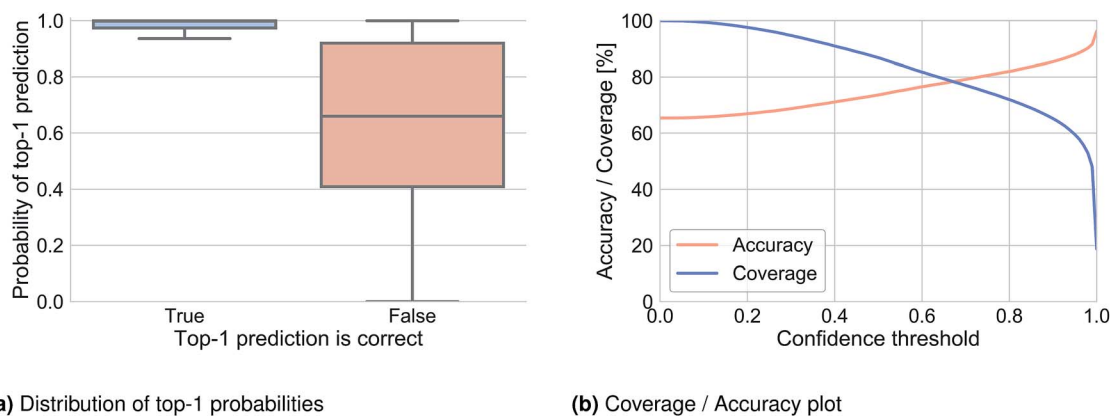 1.0
0.8
0.6
0.4
0.2
0.0
Probability of top-1 prediction
True False
Top-1 prediction is correct
100
80
60
40
20
0
Accuracy / Coverage [%]
Accuracy
Coverage
0.0 0.2 0.4 0.6 0.8 1.0
Confidence threshold
a) Distribution of top-1 probabilities
(b) Coverage / Accuracy plot